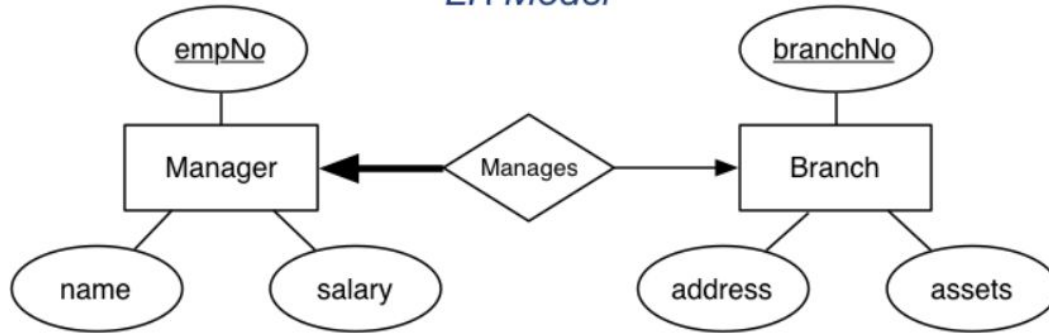 empNo
branchNo
Manager
Manages
Branch
name
salary
address
assets